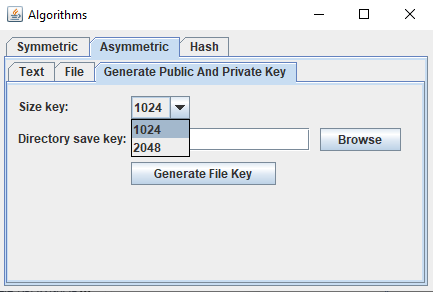 Algorithms
Symmetric Asymmetric Hash
Text File Generate Public And Private Key
Size key: 1024
1024
Directory save key: Browse
2048
Generate File Key